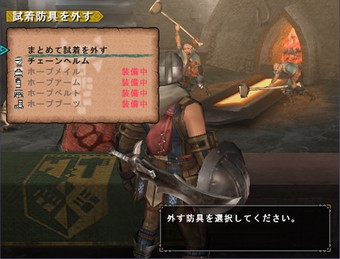 試着防具を外す
まとめて試着を外す
チェーンヘルム
ホープメイル 装備中
ホープアーム 装備中
ホープベルト 装備中
ホープブーツ 装備中
外す防具を選択してください。